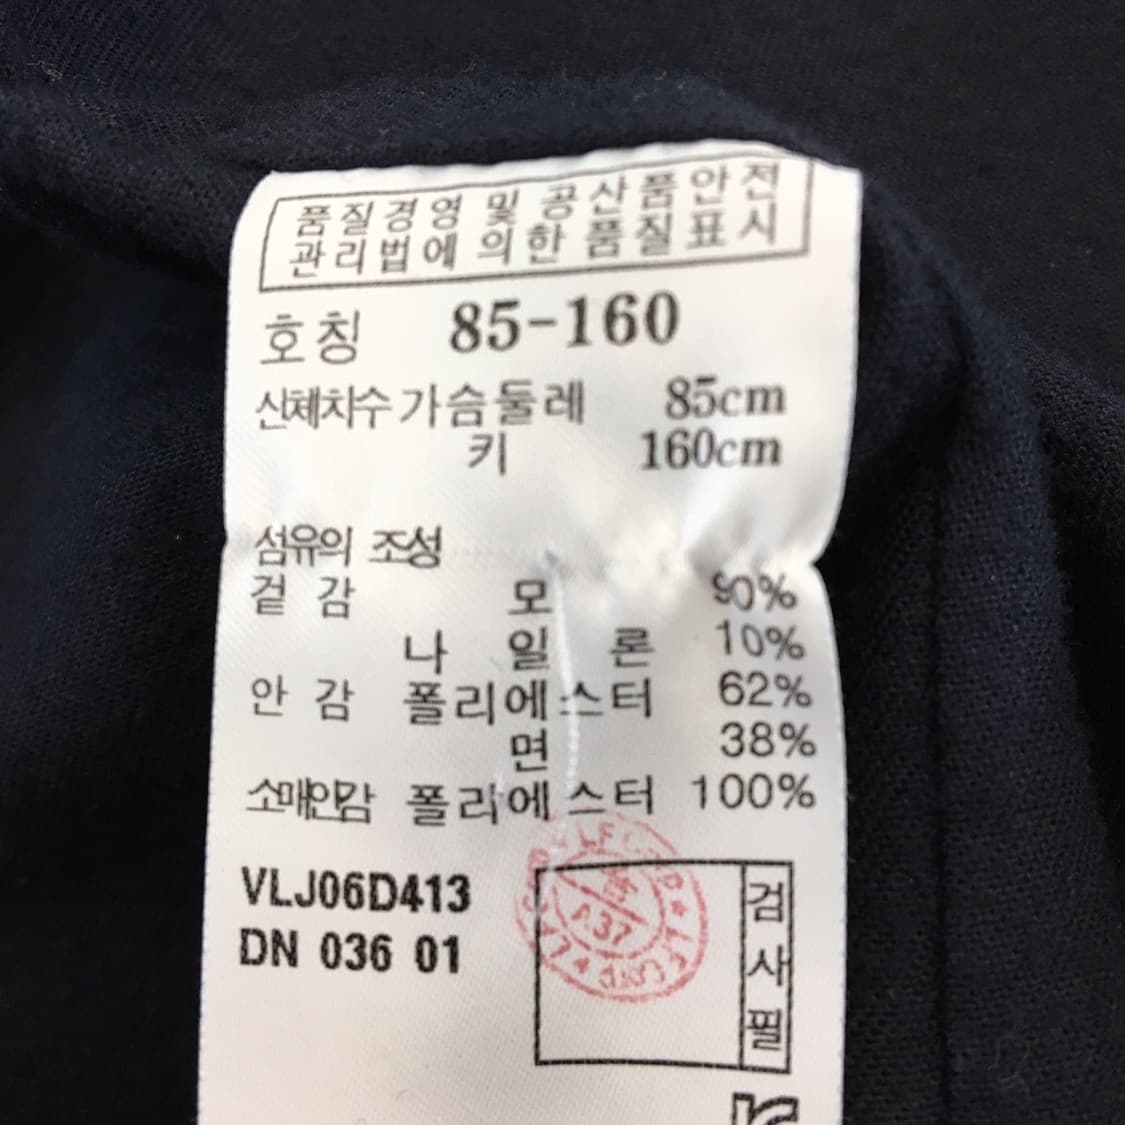 품질경영 및 공산품안전
관리법에 의한 품질표시
호칭 85-160
신체치수 가슴둘레 85cm
키 160cm
섬유의 조성
겉감 모 90%
나일론 10%
안감 폴리에스터 62%
면 38%
소매안감 폴리에스터 100%
VLJ06D413
DN 036 01
검사필